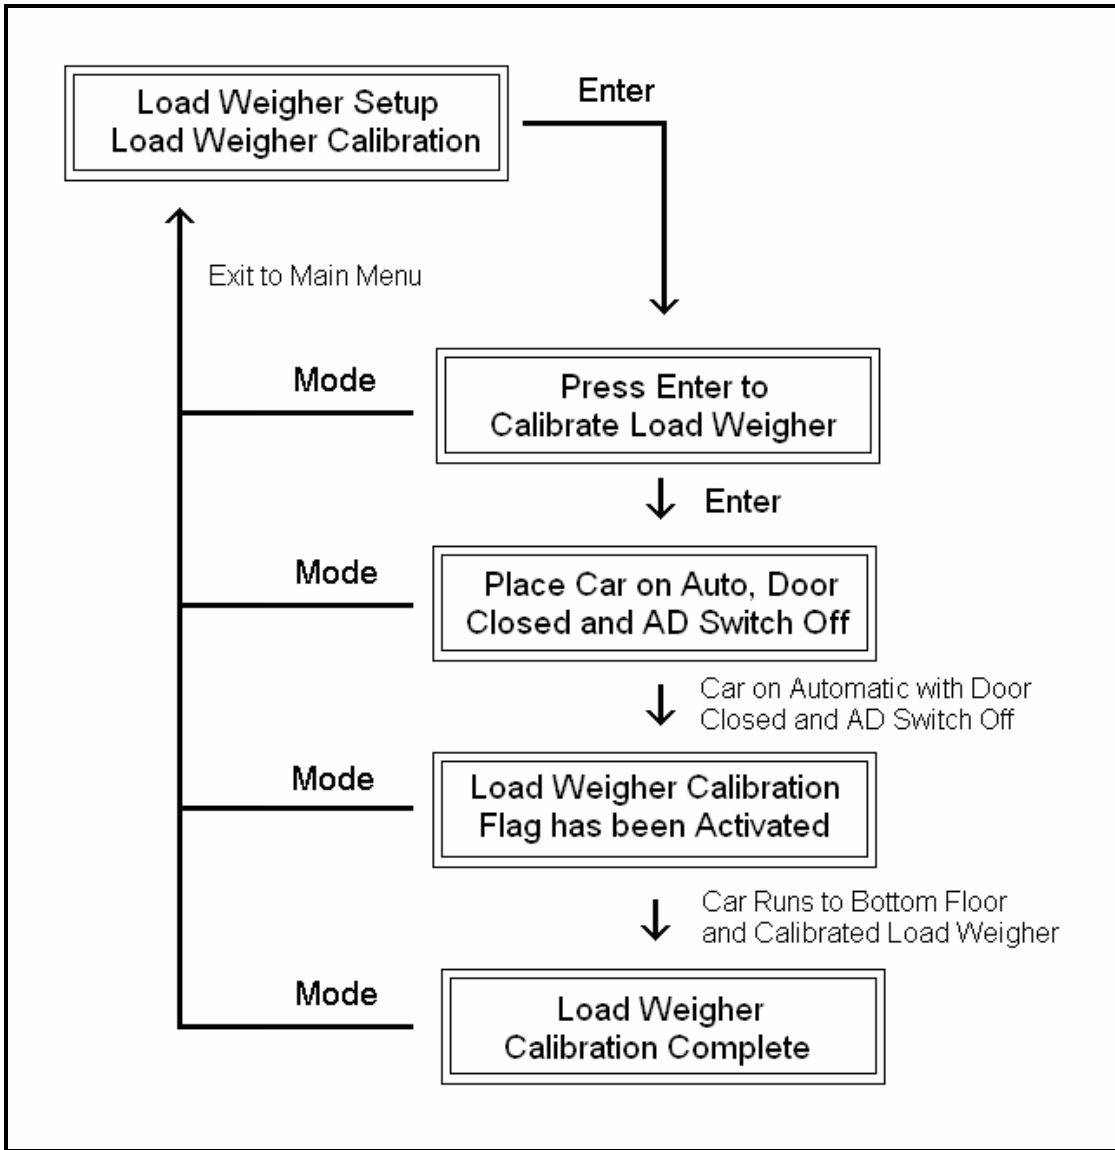 Load Weigher Setup
Load Weigher Calibration
Enter
Exit to Main Menu
Mode
Press Enter to
Calibrate Load Weigher
Enter
Mode
Place Car on Auto, Door
Closed and AD Switch Off
Car on Automatic with Door
Closed and AD Switch Off
Mode
Load Weigher Calibration
Flag has been Activated
Car Runs to Bottom Floor
and Calibrated Load Weigher
Mode
Load Weigher
Calibration Complete